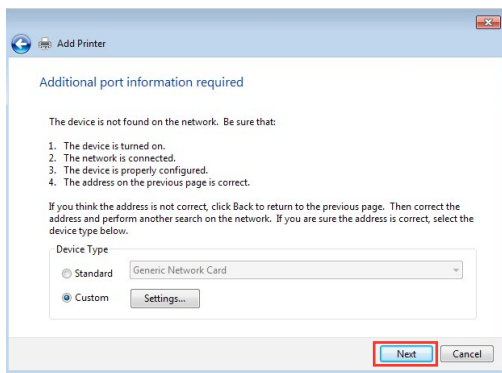 Add Printer
Additional port information required
The device is not found on the network. Be sure that:
1. The device is turned on.
2. The network is connected.
3. The device is properly configured.
4. The address on the previous page is correct.
If you think the address is not correct, click Back to return to the previous page. Then correct the
address and perform another search on the network. If you are sure the address is correct, select the
device type below.
Device Type
Standard
Generic Network Card
Custom
Settings...
Next
Cancel